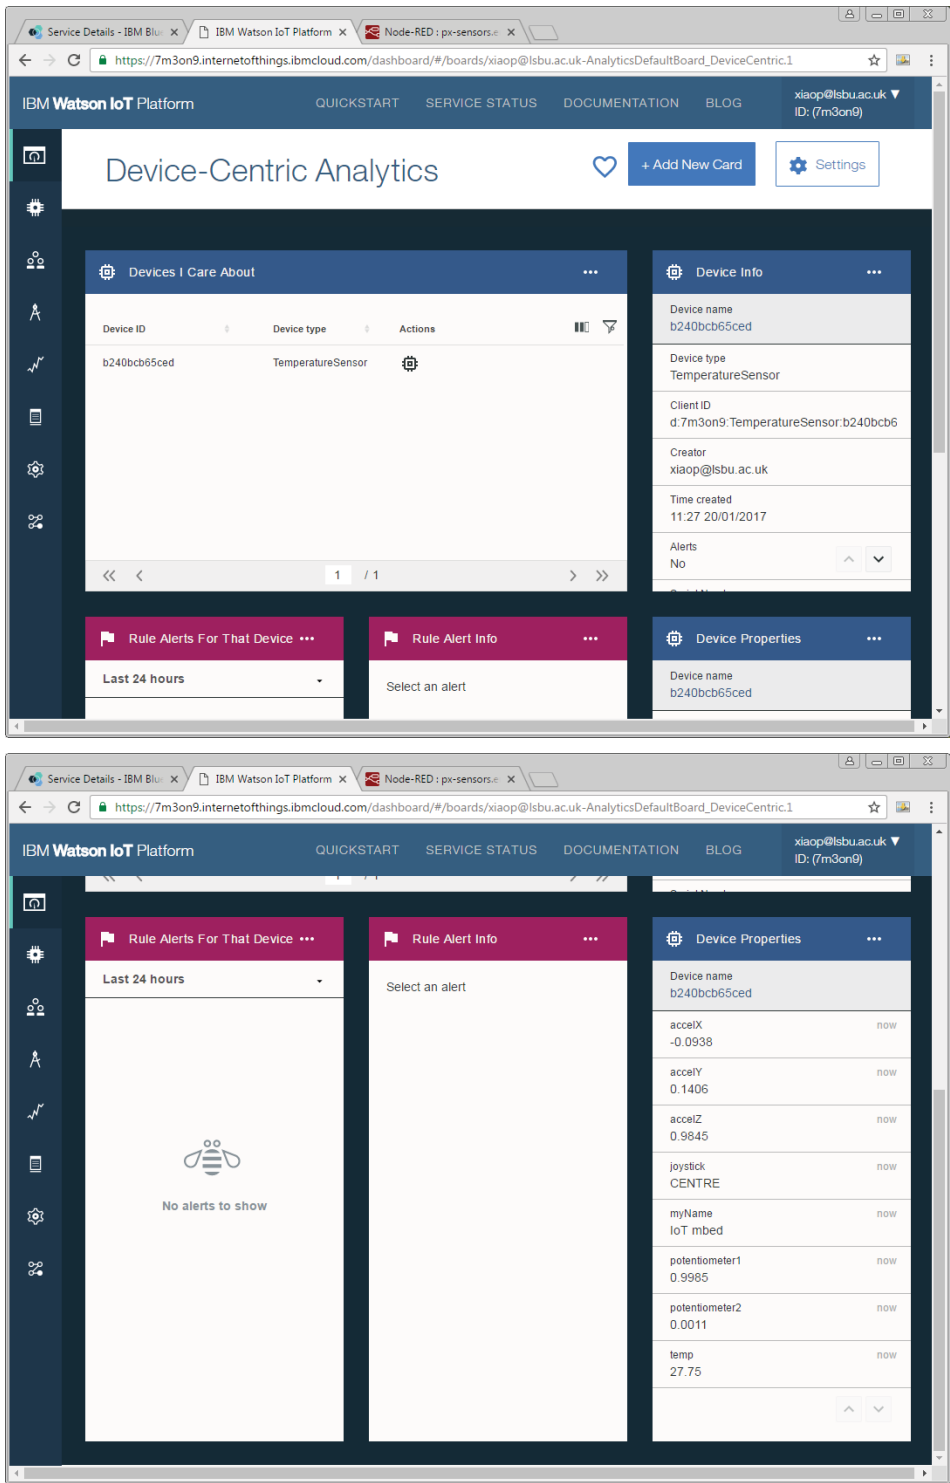 Service Details - IBM Blu
IBM Watson IoT Platform
Node-RED : px-sensors.e
https://7m3on9.internetofthings.ibmcloud.com/dashboard/#/boards/xiaop@lsbu.ac.uk-AnalyticsDefaultBoard_DeviceCentric.1
IBM Watson IoT Platform
QUICKSTART
SERVICE STATUS
DOCUMENTATION
BLOG
xiaop@lsbu.ac.uk ▼
ID: (7m3on9)
Device-Centric Analytics
+ Add New Card
Settings
Devices I Care About
Device ID
Device type
Actions
b240bcb65ced
TemperatureSensor
1 / 1
Device Info
Device name
b240bcb65ced
Device type
TemperatureSensor
Client ID
d:7m3on9:TemperatureSensor:b240bcb6
Creator
xiaop@lsbu.ac.uk
Time created
11:27 20/01/2017
Alerts
No
Rule Alerts For That Device
Last 24 hours
Rule Alert Info
Select an alert
Device Properties
Device name
b240bcb65ced
Service Details - IBM Blu
IBM Watson IoT Platform
Node-RED : px-sensors.e
https://7m3on9.internetofthings.ibmcloud.com/dashboard/#/boards/xiaop@lsbu.ac.uk-AnalyticsDefaultBoard_DeviceCentric.1
IBM Watson IoT Platform
QUICKSTART
SERVICE STATUS
DOCUMENTATION
BLOG
xiaop@lsbu.ac.uk ▼
ID: (7m3on9)
Rule Alerts For That Device
Last 24 hours
No alerts to show
Rule Alert Info
Select an alert
Device Properties
Device name
b240bcb65ced
accelX
now
-0.0938
accelY
now
0.1406
accelZ
now
0.9845
joystick
now
CENTRE
myName
now
IoT mbed
potentiometer1
now
0.9985
potentiometer2
now
0.0011
temp
now
27.75